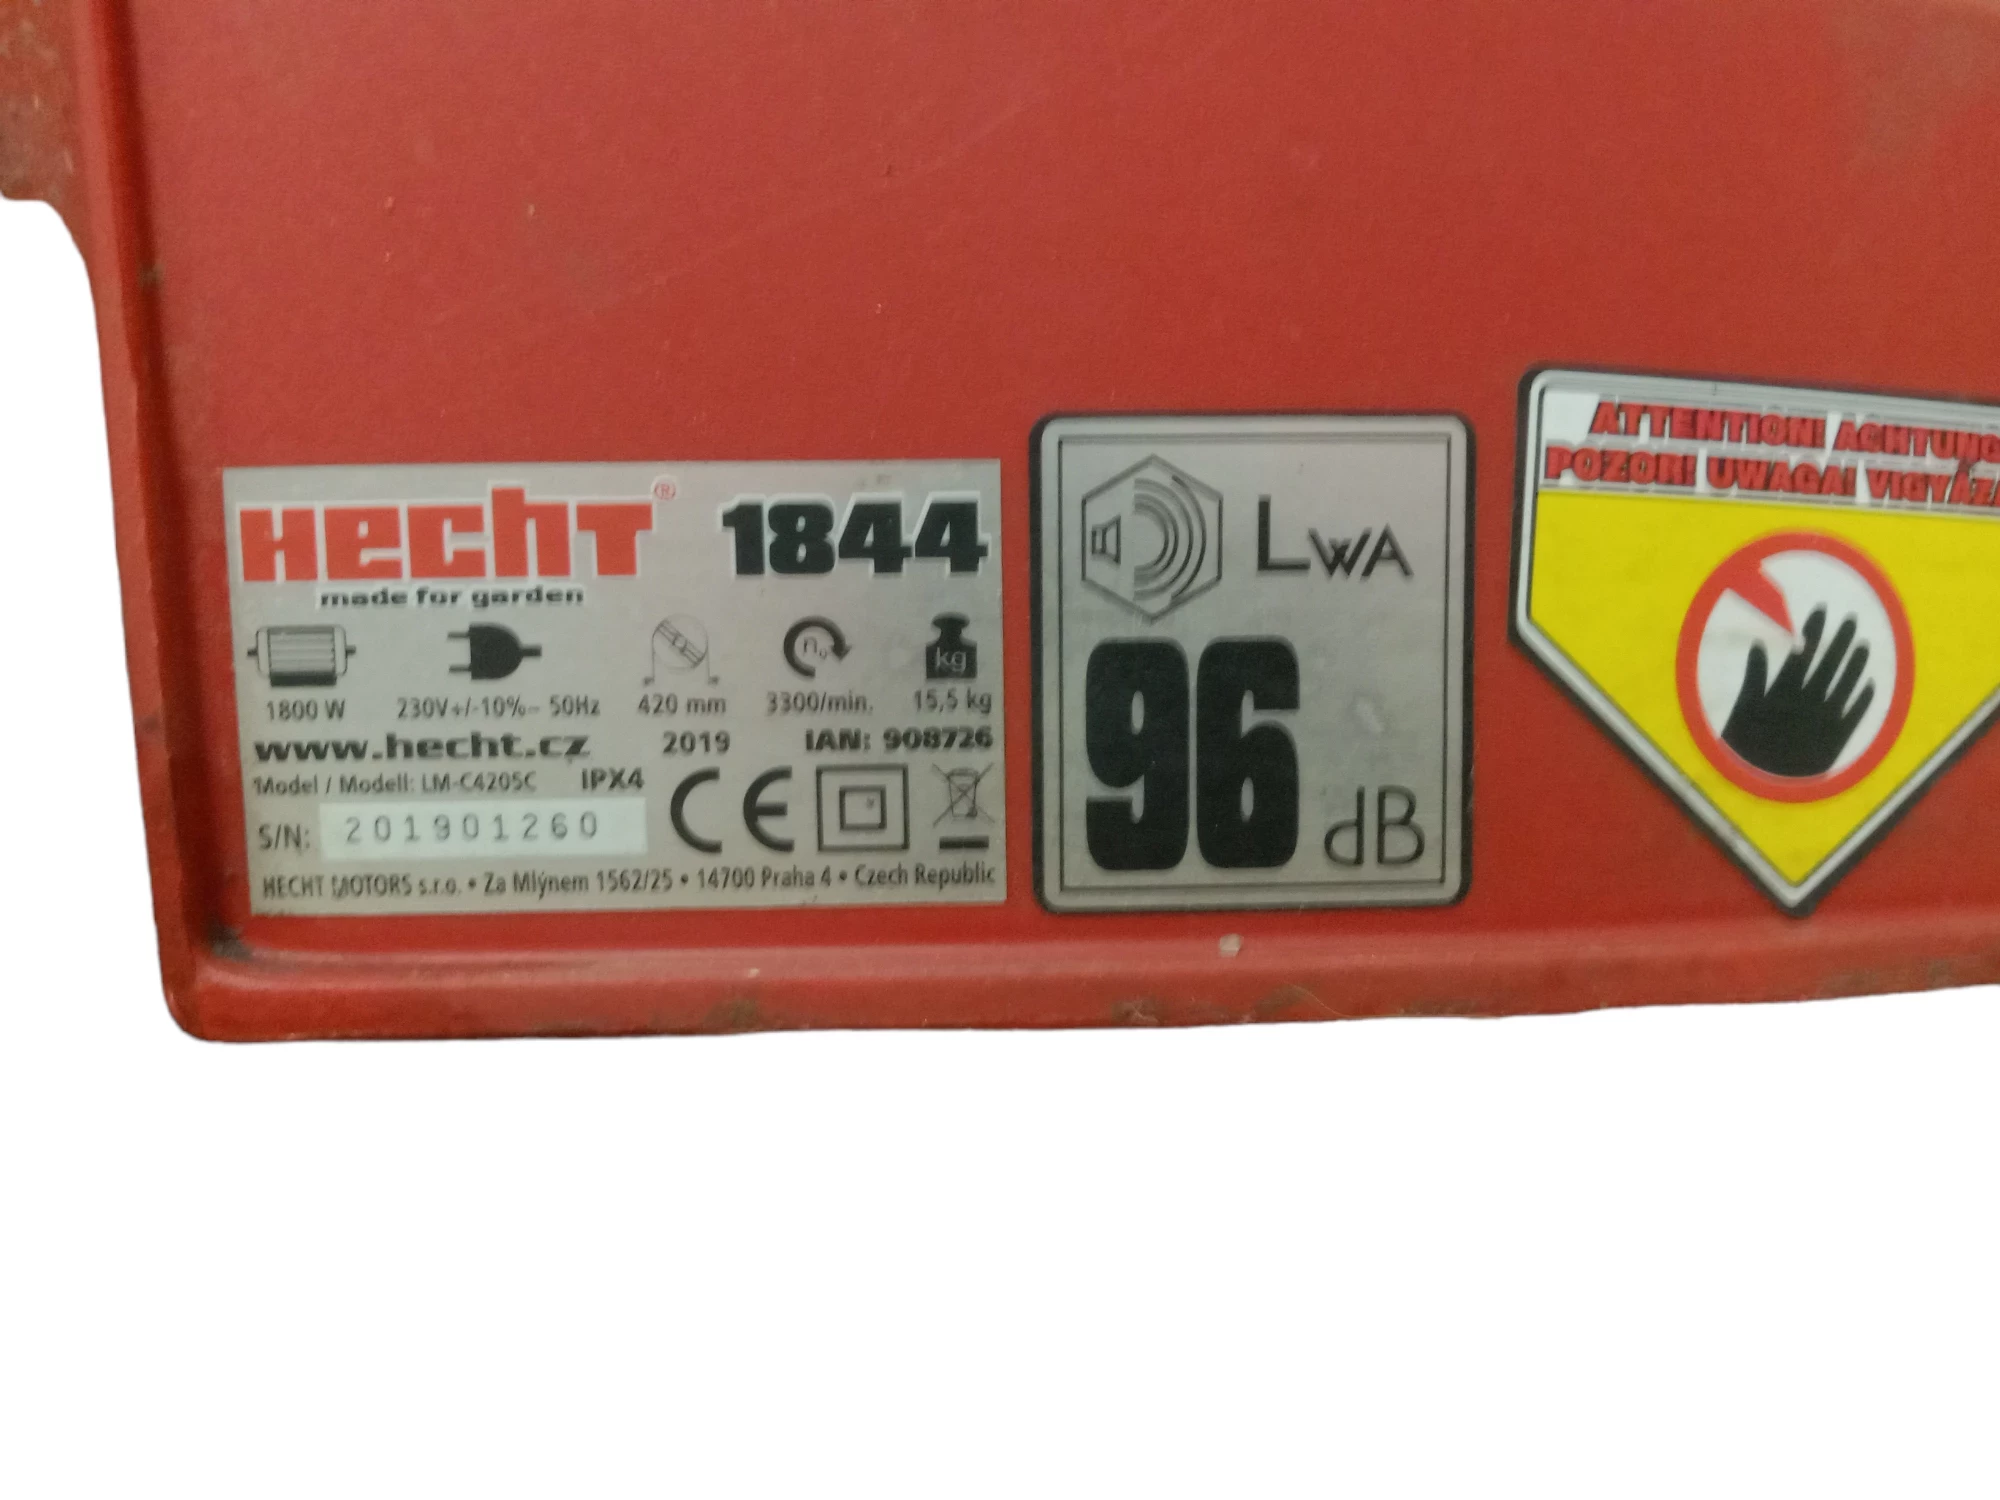 HECHT® 1844
made for garden
n₀
kg
1800 W 230V+/-10%~ 50Hz 420 mm 3300/min. 15,5 kg
www.hecht.cz 2019 IAN: 908726
Model / Modell: LM-C4205C IPX4
S/N: 201901260
CE
HECHT MOTORS s.r.o. • Za Mlýnem 1562/25 • 14700 Praha 4 • Czech Republic
LWA
96 dB
ATTENTION! ACHTUNG
POZOR! UWAGA! VIGYÁZ